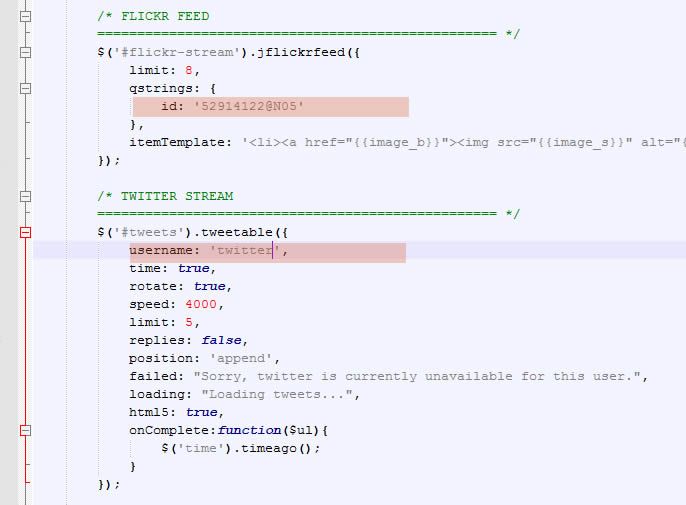 /* FLICKR FEED
================================================== */
$('#flickr-stream').jflickrfeed({
limit: 8,
qstrings: {
id: '52914122@N05'
},
itemTemplate: '<li><a href="{{image_b}}"><img src="{{image_s}}" alt="{
});
/* TWITTER STREAM
================================================== */
$('#tweets').tweetable({
username: 'twitter',
time: true,
rotate: true,
speed: 4000,
limit: 5,
replies: false,
position: 'append',
failed: "Sorry, twitter is currently unavailable for this user.",
loading: "Loading tweets...",
html5: true,
onComplete:function($ul){
$('time').timeago();
}
});